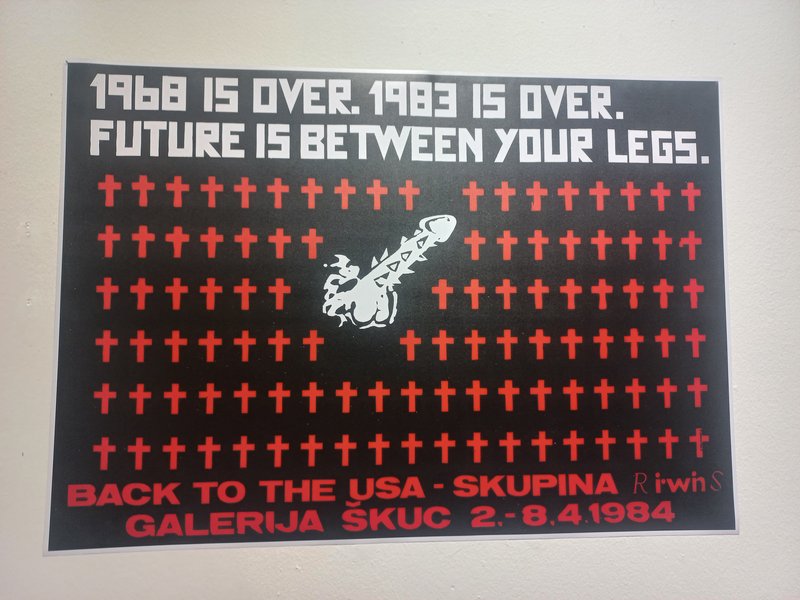 1968 IS OVER. 1983 IS OVER.
FUTURE IS BETWEEN YOUR LEGS.
BACK TO THE USA - SKUPINA R irwin S
GALERIJA ŠKUC 2.-8.4.1984